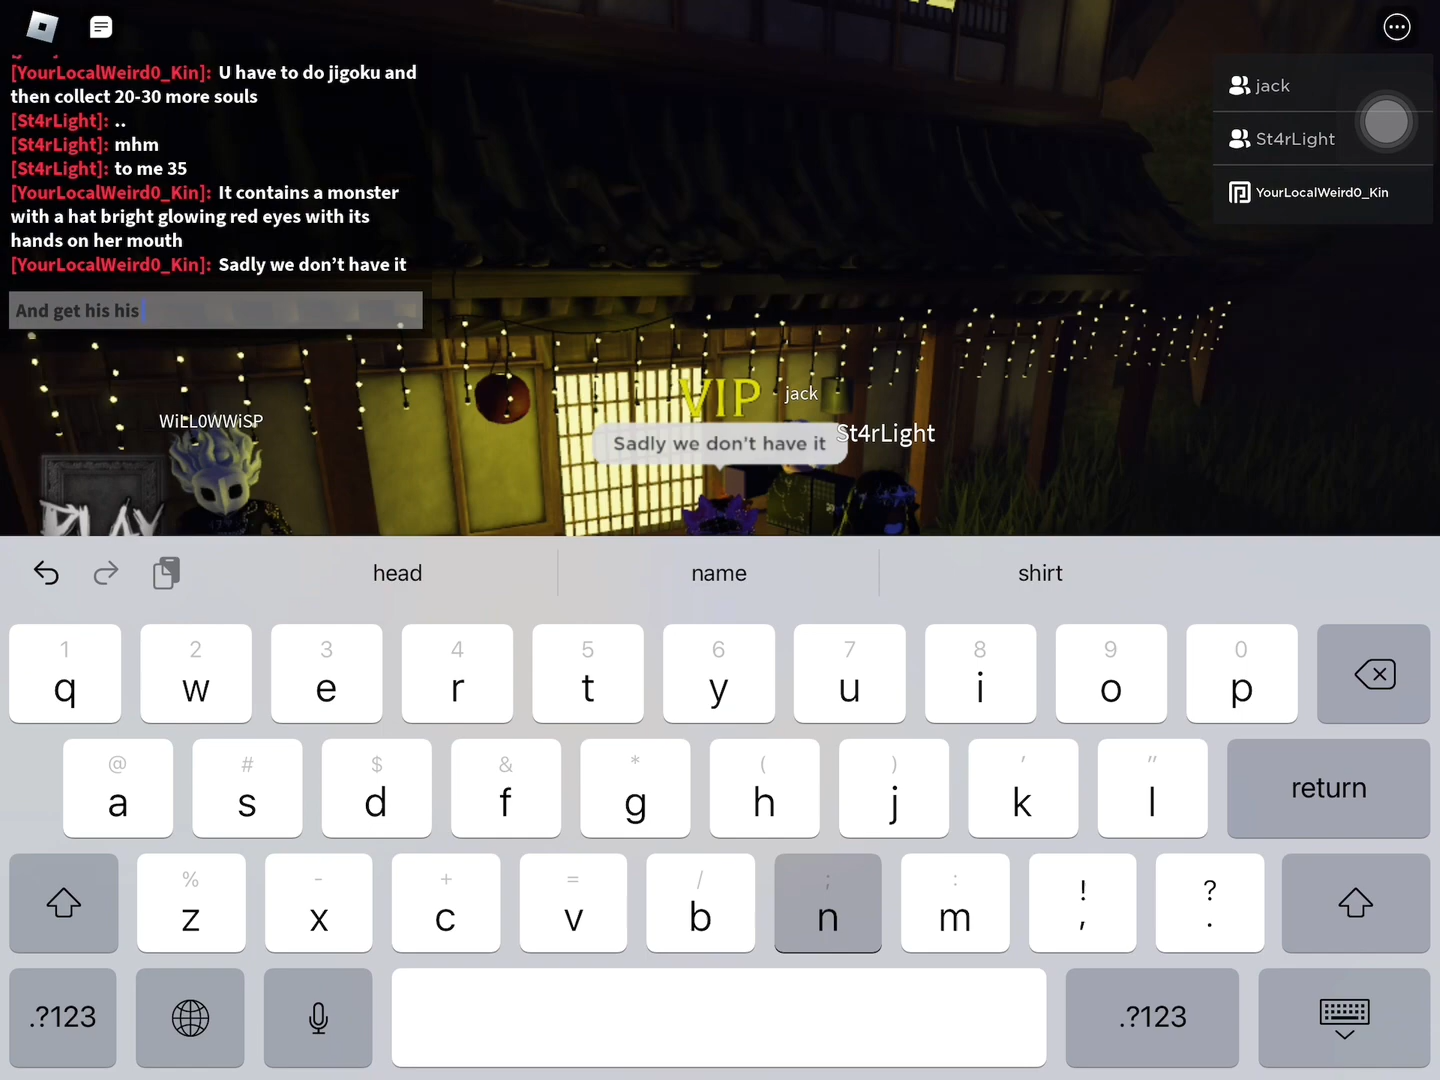 [YourLocalWeird0_Kin]: U have to do jigoku and
then collect 20-30 more souls
[St4rLight]: ..
[St4rLight]: mhm
[St4rLight]: to me 35
[YourLocalWeird0_Kin]: It contains a monster
with a hat bright glowing red eyes with its
hands on her mouth
[YourLocalWeird0_Kin]: Sadly we don't have it
And get his his
jack
St4rLight
YourLocalWeird0_Kin
VIP
jack
WiLL0WWiSP
Sadly we don't have it
St4rLight
PLAY
head name shirt
1 2 3 4 5 6 7 8 9 0
q w e r t y u i o p
@ # $ & * ( ) ' "
a s d f g h j k l return
% - + = / ; : ! ?
z x c v b n m , .
.?123 .?123